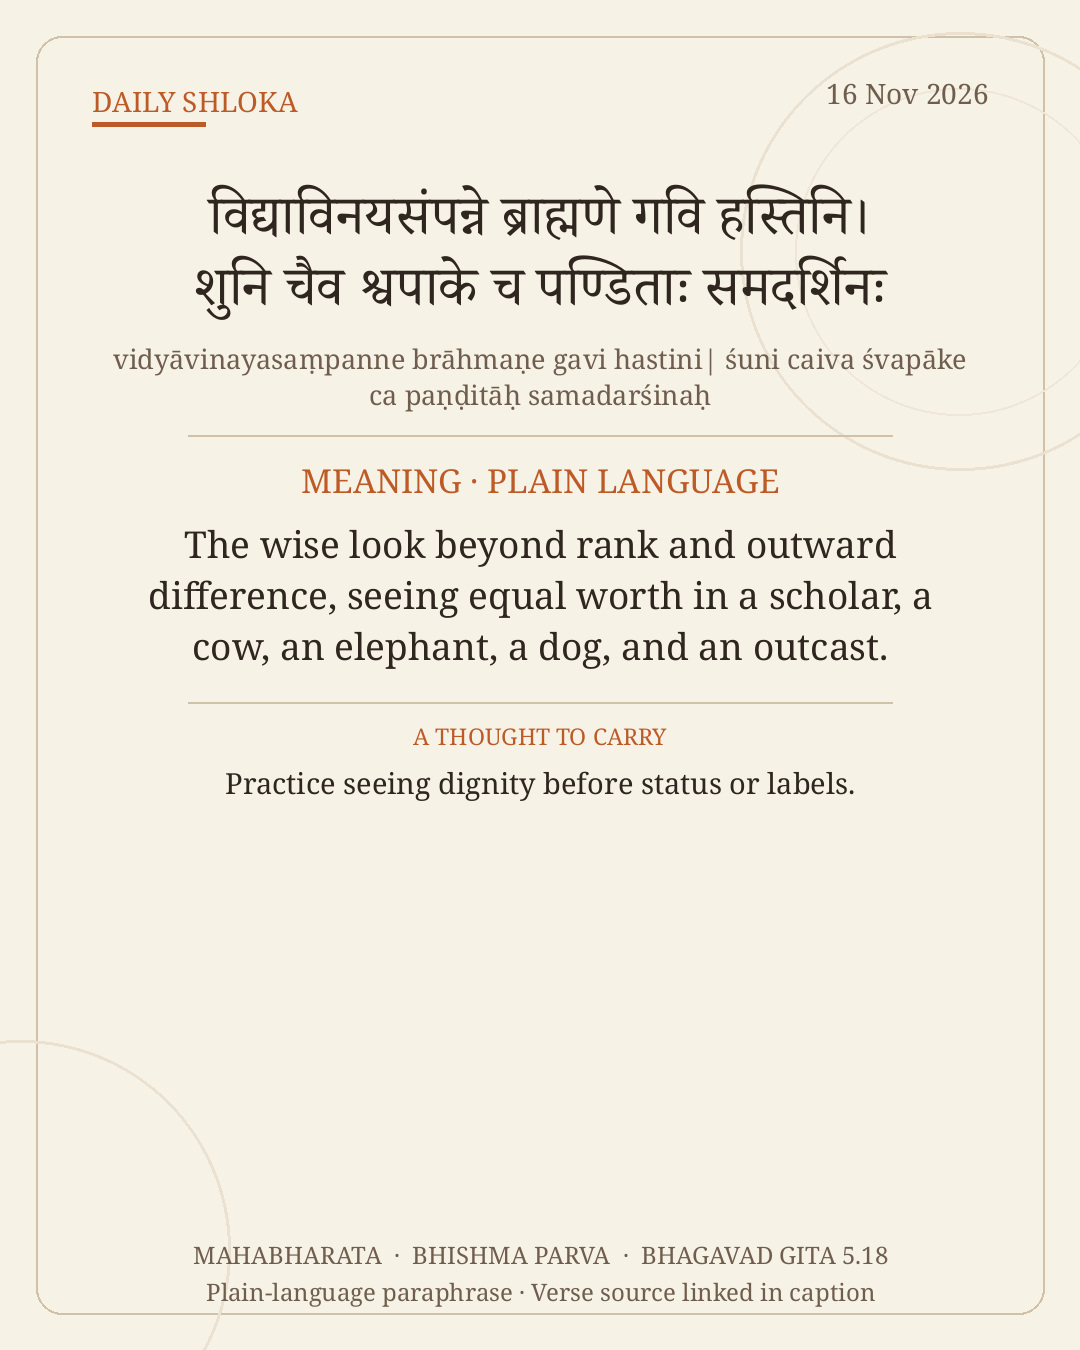 DAILY SHLOKA
16 Nov 2026
विद्याविनयसंपन्ने ब्राह्मणे गवि हस्तिनि।
शुनि चैव श्वपाके च पण्डिताः समदर्शिनः
vidyāvinayasaṃpanne brāhmaṇe gavi hastini| śuni caiva śvapāke
ca paṇḍitāḥ samadarśinaḥ
MEANING · PLAIN LANGUAGE
The wise look beyond rank and outward
difference, seeing equal worth in a scholar, a
cow, an elephant, a dog, and an outcast.
A THOUGHT TO CARRY
Practice seeing dignity before status or labels.
MAHABHARATA · BHISHMA PARVA · BHAGAVAD GITA 5.18
Plain-language paraphrase · Verse source linked in caption